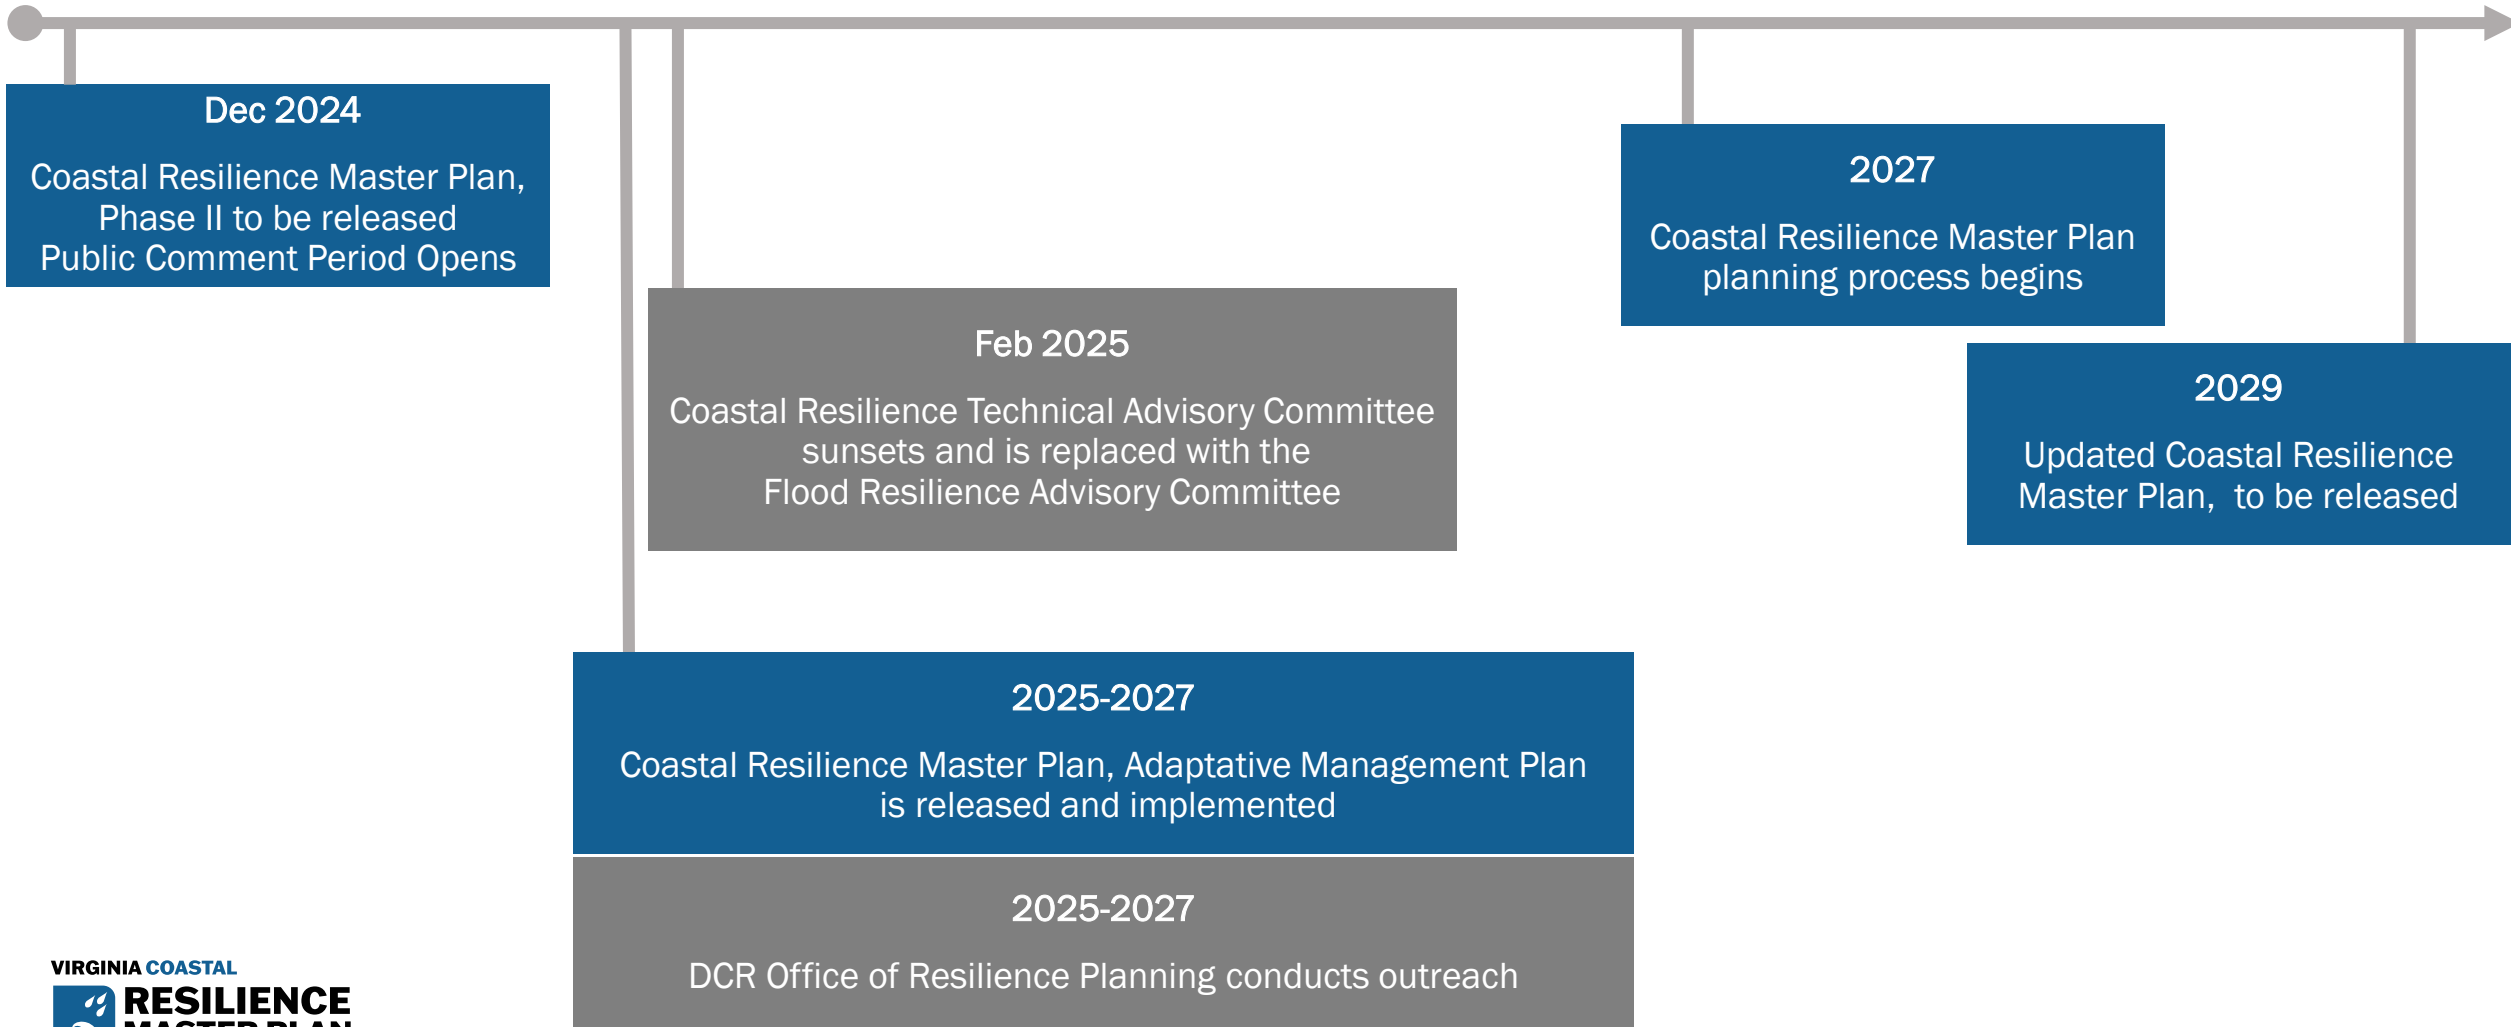 Dec 2024
Coastal Resilience Master Plan,
Phase II to be released
Public Comment Period Opens
Feb 2025
Coastal Resilience Technical Advisory Committee
sunsets and is replaced with the
Flood Resilience Advisory Committee
2027
Coastal Resilience Master Plan
planning process begins
2029
Updated Coastal Resilience
Master Plan,  to be released
2025-2027
Coastal Resilience Master Plan, Adaptative Management Plan
is released and implemented
2025-2027
DCR Office of Resilience Planning conducts outreach
VIRGINIA COASTAL
RESILIENCE
MASTER PLAN